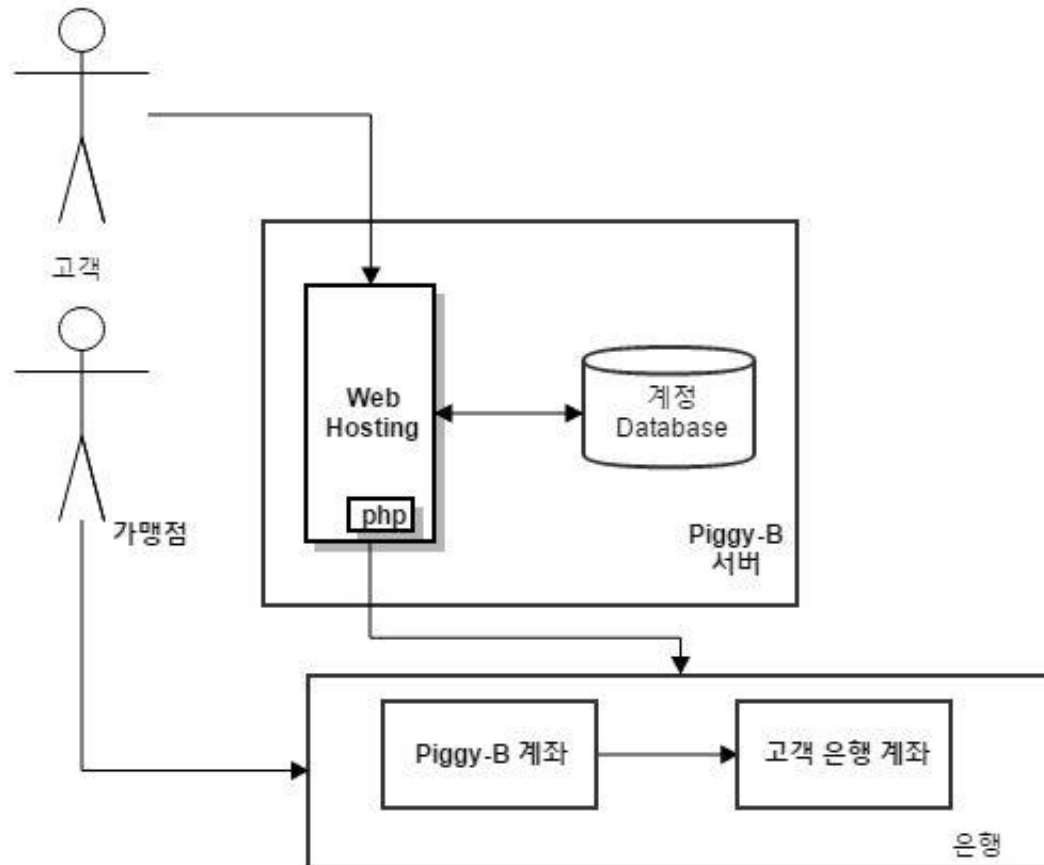 고객
Web
Hosting
php
계정
Database
Piggy-B
서버
가맹점
Piggy-B 계좌
고객 은행 계좌
은행